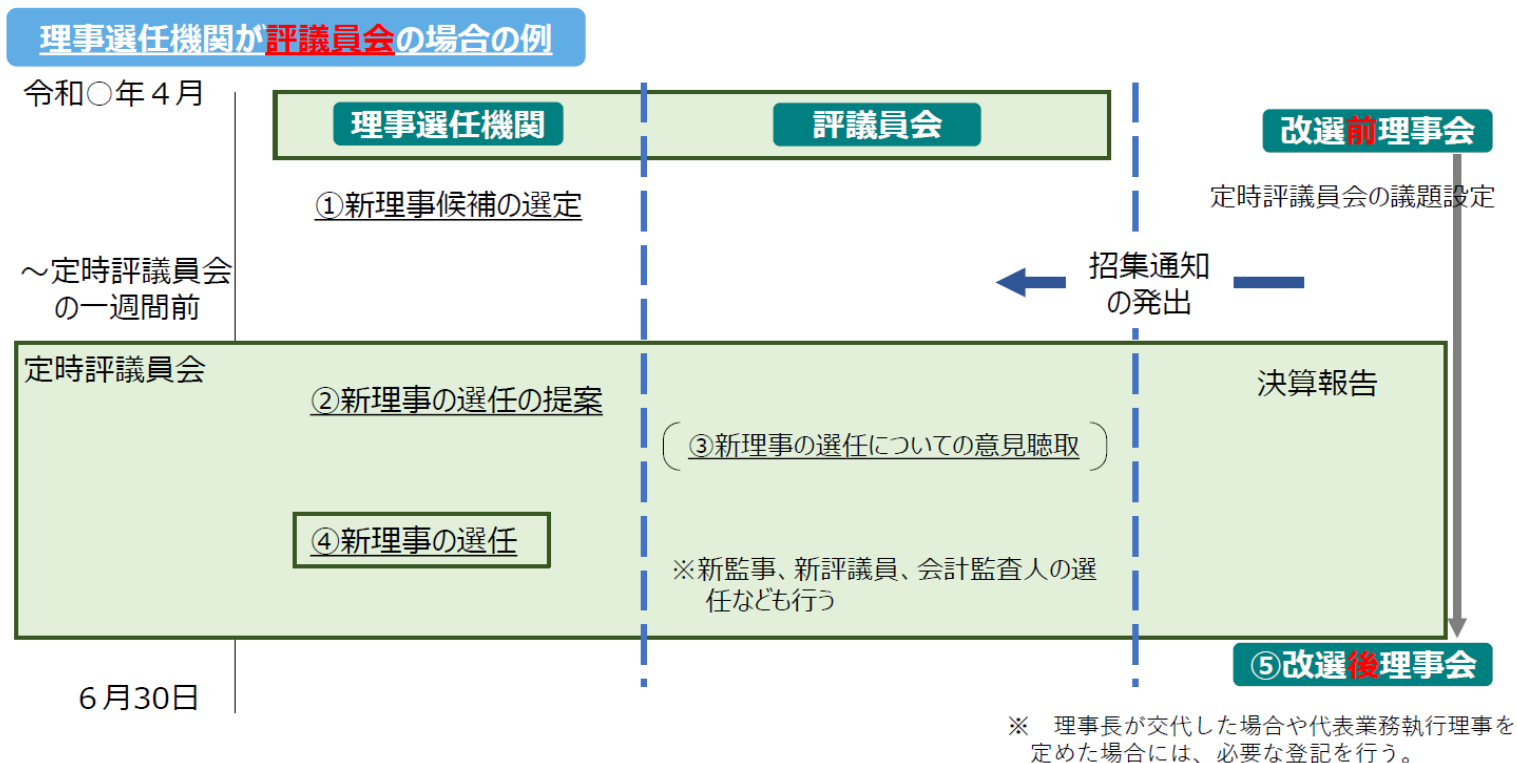 理事選任機関が評議員会の場合の例
令和○年４月
理事選任機関
評議員会
改選前理事会
①新理事候補の選定
定時評議員会の議題設定
～定時評議員会
の一週間前
招集通知
の発出
定時評議員会
②新理事の選任の提案
決算報告
③新理事の選任についての意見聴取
④新理事の選任
※新監事、新評議員、会計監査人の選
任なども行う
⑤改選後理事会
６月30日
※　理事長が交代した場合や代表業務執行理事を
定めた場合には、必要な登記を行う。